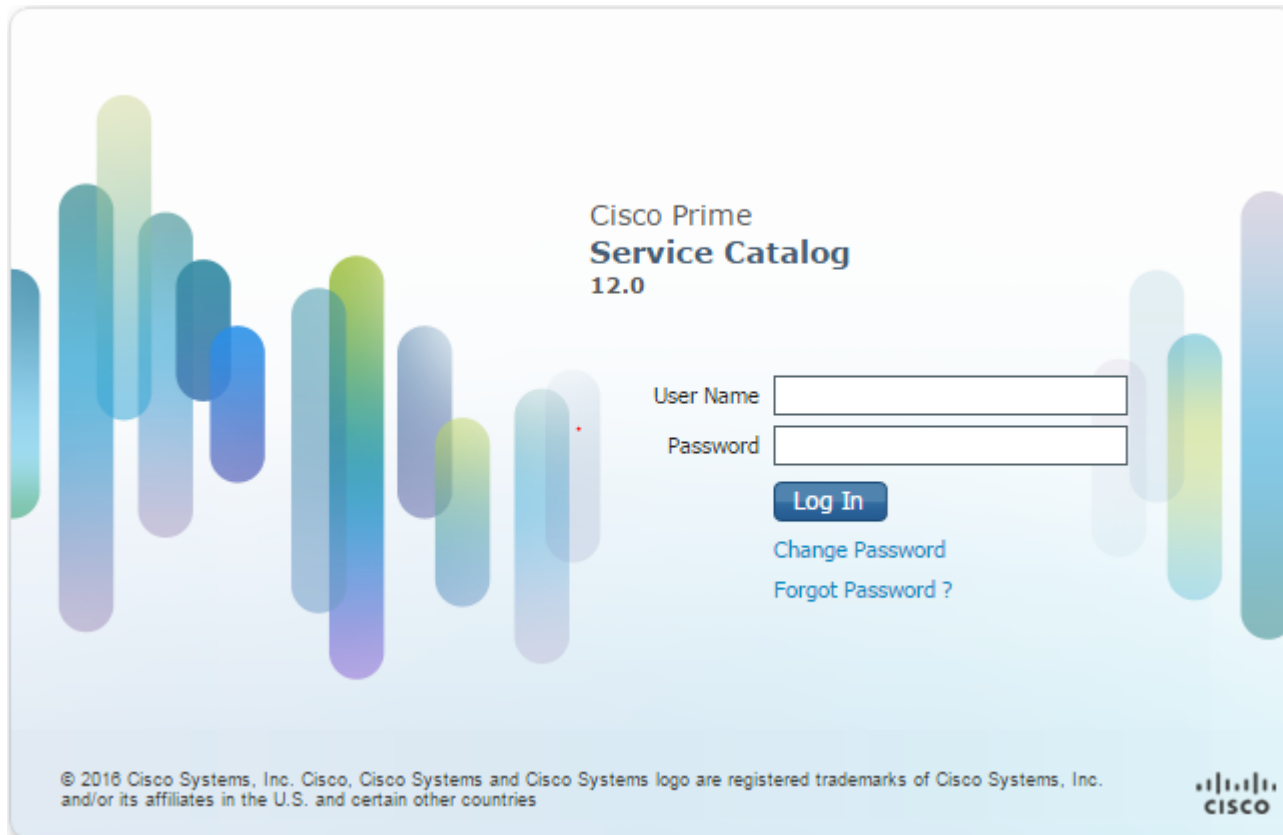 Cisco Prime
Service Catalog
12.0
User Name
Password
Log In
Change Password
Forgot Password ?
© 2016 Cisco Systems, Inc. Cisco, Cisco Systems and Cisco Systems logo are registered trademarks of Cisco Systems, Inc.
and/or its affiliates in the U.S. and certain other countries
CISCO